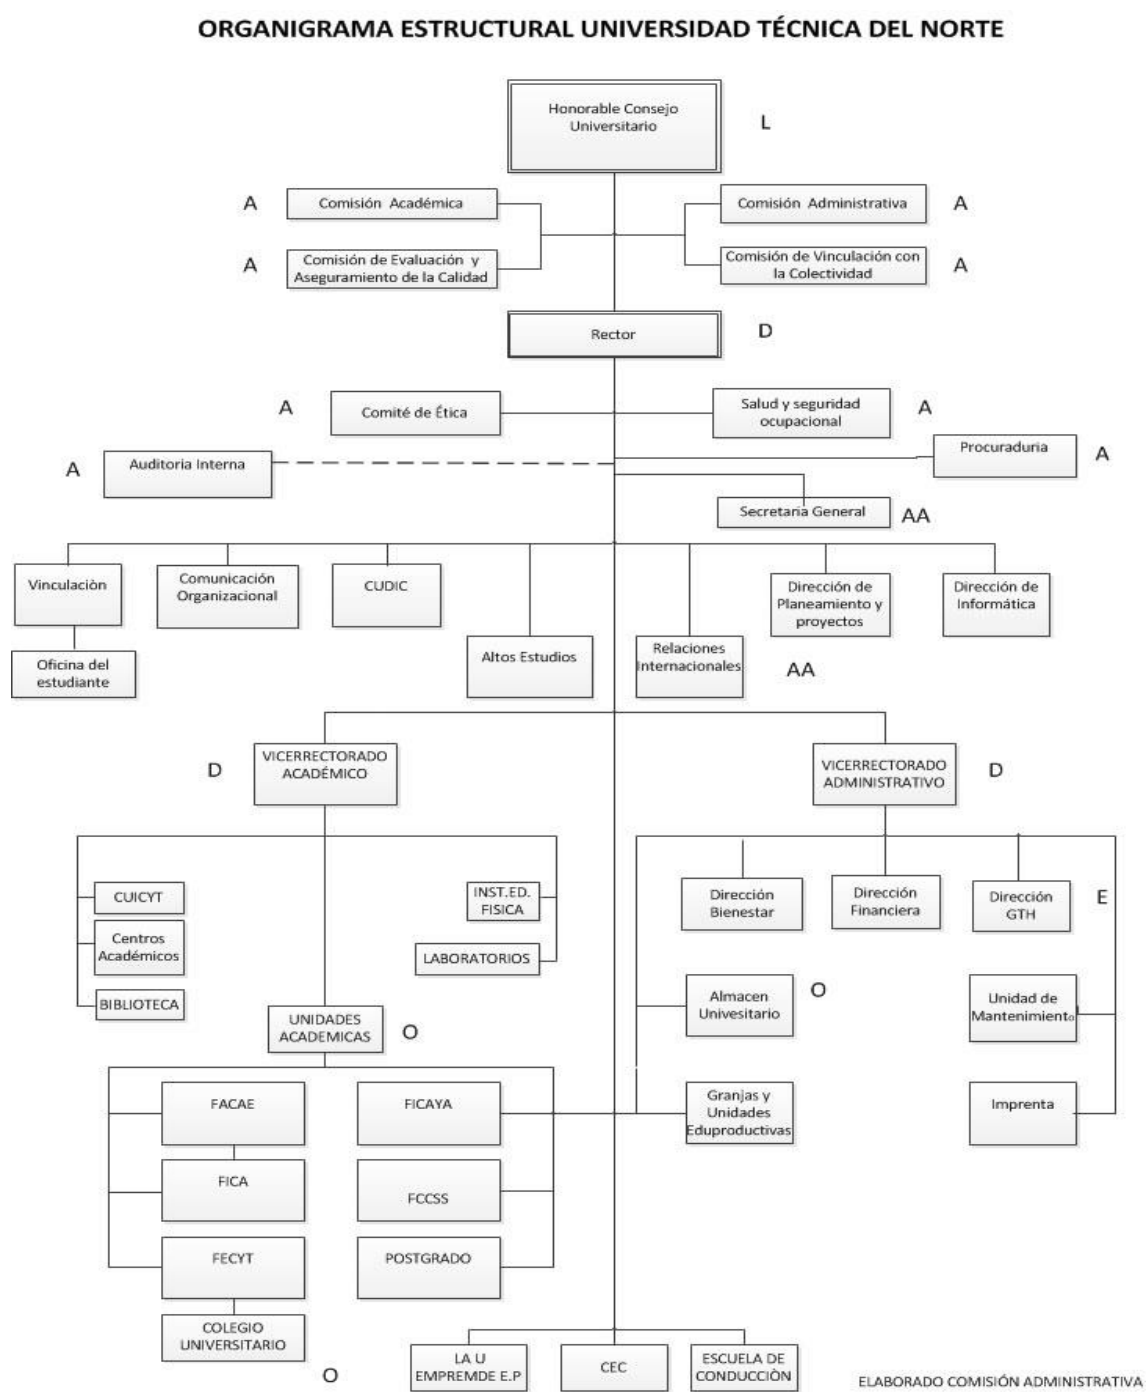 ORGANIGRAMA ESTRUCTURAL UNIVERSIDAD TÉCNICA DEL NORTE
Honorable Consejo
Universitario
L
A
Comisión Académica
Comisión Administrativa
A
A
Comisión de Evaluación y
Aseguramiento de la Calidad
Comisión de Vinculación con
la Colectividad
A
Rector
D
A
Comité de Ética
Salud y seguridad
ocupacional
A
A
Auditoria Interna
Procuraduria
A
Secretaria General
AA
Vinculaciòn
Comunicación
Organizacional
CUDIC
Altos Estudios
Relaciones
Internacionales
AA
Dirección de
Planeamiento y
proyectos
Dirección de
Informática
Oficina del
estudiante
D
VICERRECTORADO
ACADÉMICO
VICERRECTORADO
ADMINISTRATIVO
D
CUICYT
Centros
Académicos
BIBLIOTECA
INST.ED.
FISICA
LABORATORIOS
Dirección
Bienestar
Dirección
Financiera
Dirección
GTH
E
UNIDADES
ACADEMICAS
O
Almacen
Univesitario
O
Unidad de
Mantenimiento
FACAE
FICAYA
Granjas y
Unidades
Eduproductivas
Imprenta
FICA
FCCSS
FECYT
POSTGRADO
COLEGIO
UNIVERSITARIO
O
LA U
EMPREMDE E.P
CEC
ESCUELA DE
CONDUCCIÒN
ELABORADO COMISIÓN ADMINISTRATIVA